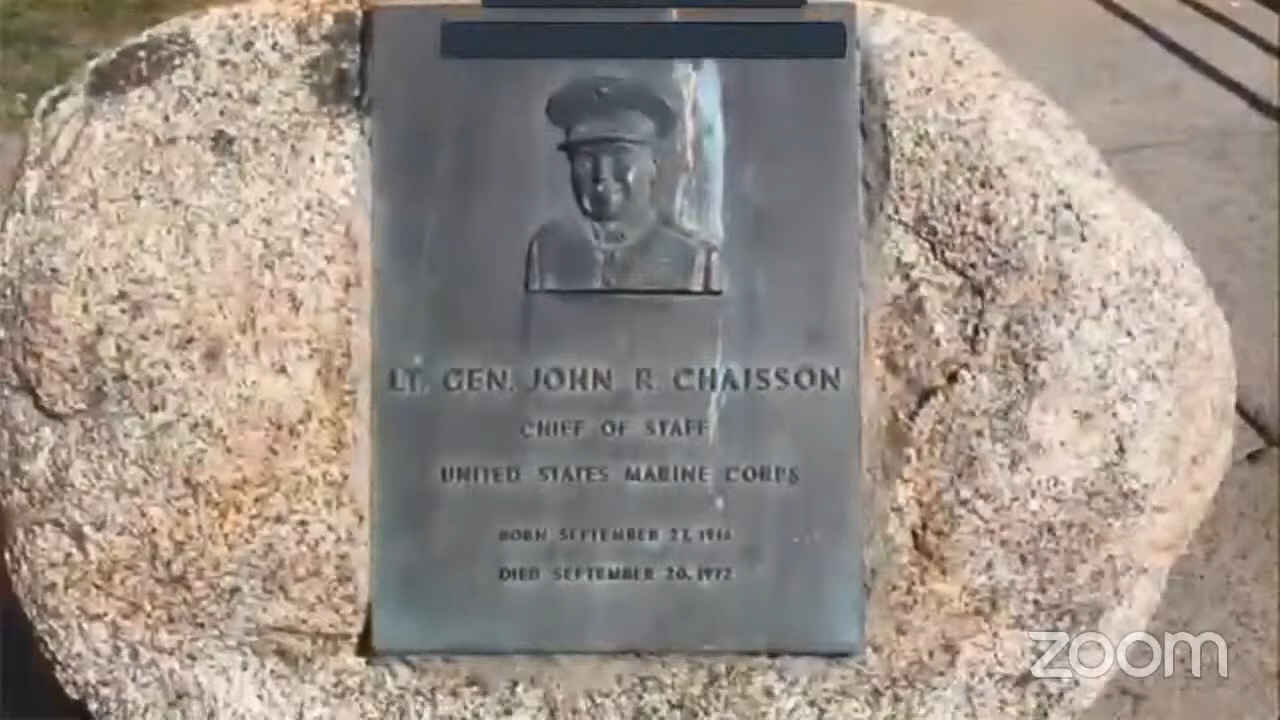 LT. GEN. JOHN R. CHAISSON
CHIEF OF STAFF
UNITED STATES MARINE CORPS
BORN SEPTEMBER 27, 1916
DIED SEPTEMBER 20, 1972
zoom